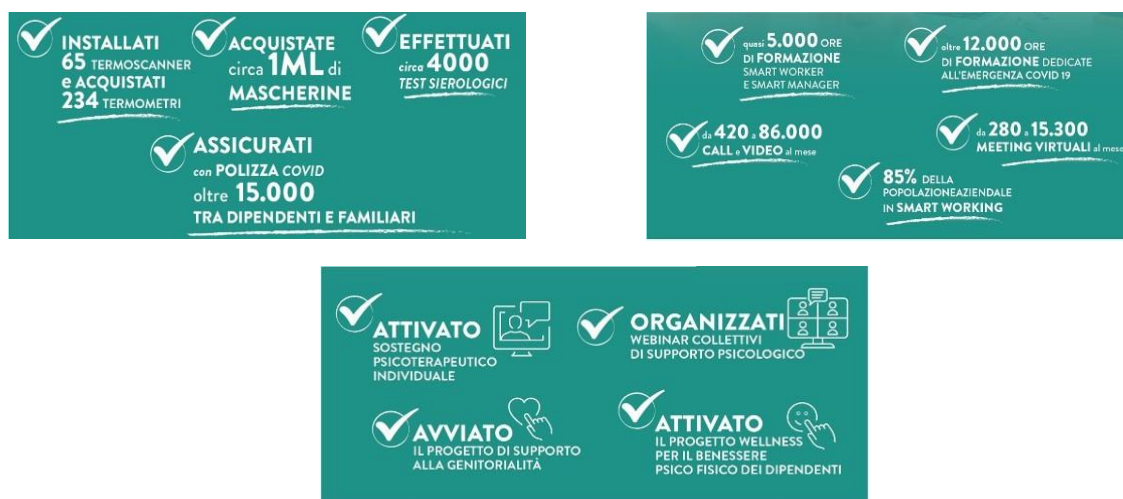 INSTALLATI
65 TERMOSCANNER
e ACQUISTATI
234 TERMOMETRI
ACQUISTATE
circa 1ML di
MASCHERINE
EFFETTUATI
circa 4000
TEST SIEROLOGICI
ASSICURATI
con POLIZZA COVID
oltre 15.000
TRA DIPENDENTI E FAMILIARI
quasi 5.000 ORE
DI FORMAZIONE
SMART WORKER
E SMART MANAGER
oltre 12.000 ORE
DI FORMAZIONE DEDICATE
ALL'EMERGENZA COVID 19
da 420 a 86.000
CALL e VIDEO al mese
da 280 a 15.300
MEETING VIRTUALI al mese
85% DELLA
POPOLAZIONEAZIENDALE
IN SMART WORKING
ATTIVATO
SOSTEGNO
PSICOTERAPEUTICO
INDIVIDUALE
ORGANIZZATI
WEBINAR COLLETTIVI
DI SUPPORTO PSICOLOGICO
AVVIATO
IL PROGETTO DI SUPPORTO
ALLA GENITORIALITÀ
ATTIVATO
IL PROGETTO WELLNESS
PER IL BENESSERE
PSICO FISICO DEI DIPENDENTI